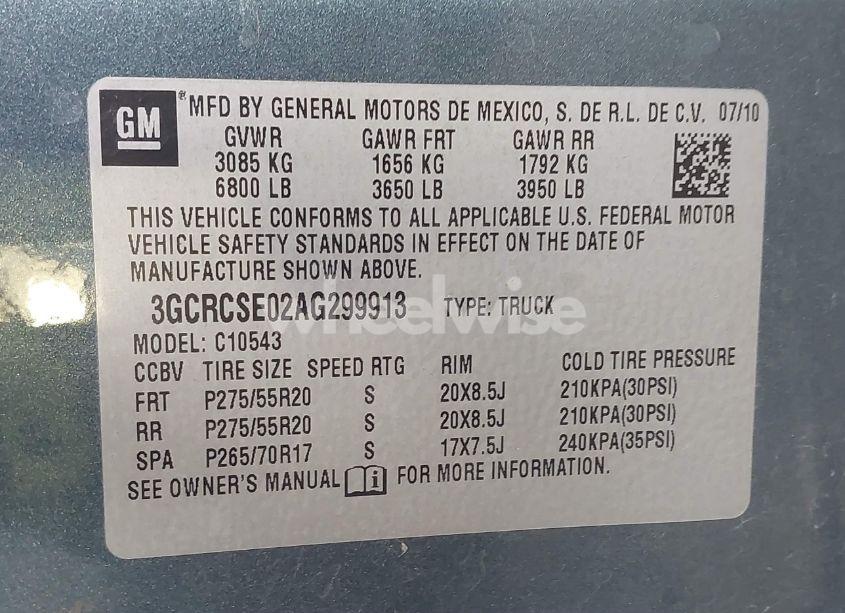 GM ® MFD BY GENERAL MOTORS DE MEXICO, S. DE R.L. DE C.V. 07/10
GVWR GAWR FRT GAWR RR
3085 KG 1656 KG 1792 KG
6800 LB 3650 LB 3950 LB
THIS VEHICLE CONFORMS TO ALL APPLICABLE U.S. FEDERAL MOTOR
VEHICLE SAFETY STANDARDS IN EFFECT ON THE DATE OF
MANUFACTURE SHOWN ABOVE.
3GCRCSE02AG299913 TYPE: TRUCK
wheelwise
MODEL: C10543
CCBV TIRE SIZE SPEED RTG RIM COLD TIRE PRESSURE
FRT P275/55R20 S 20X8.5J 210KPA(30PSI)
RR P275/55R20 S 20X8.5J 210KPA(30PSI)
SPA P265/70R17 S 17X7.5J 240KPA(35PSI)
SEE OWNER'S MANUAL i FOR MORE INFORMATION.